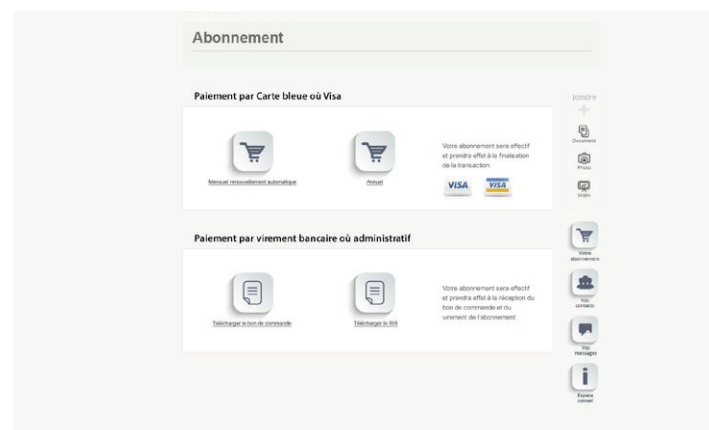 Abonnement
Paiement par Carte bleue où Visa
Mensuel renouvellement automatique
Annuel
Votre abonnement sera effectif
et prendra effet à la finalisation
de la transaction.
VISA
VISA
Paiement par virement bancaire où administratif
Télécharger le bon de commande
Télécharger le RIB
Votre abonnement sera effectif
et prendra effet à la réception du
bon de commande et du
virement de l'abonnement
Joindre
Document
Photo
Vidéo
Votre
abonnement
Vos
contacts
Vos
messages
Espace
conseil